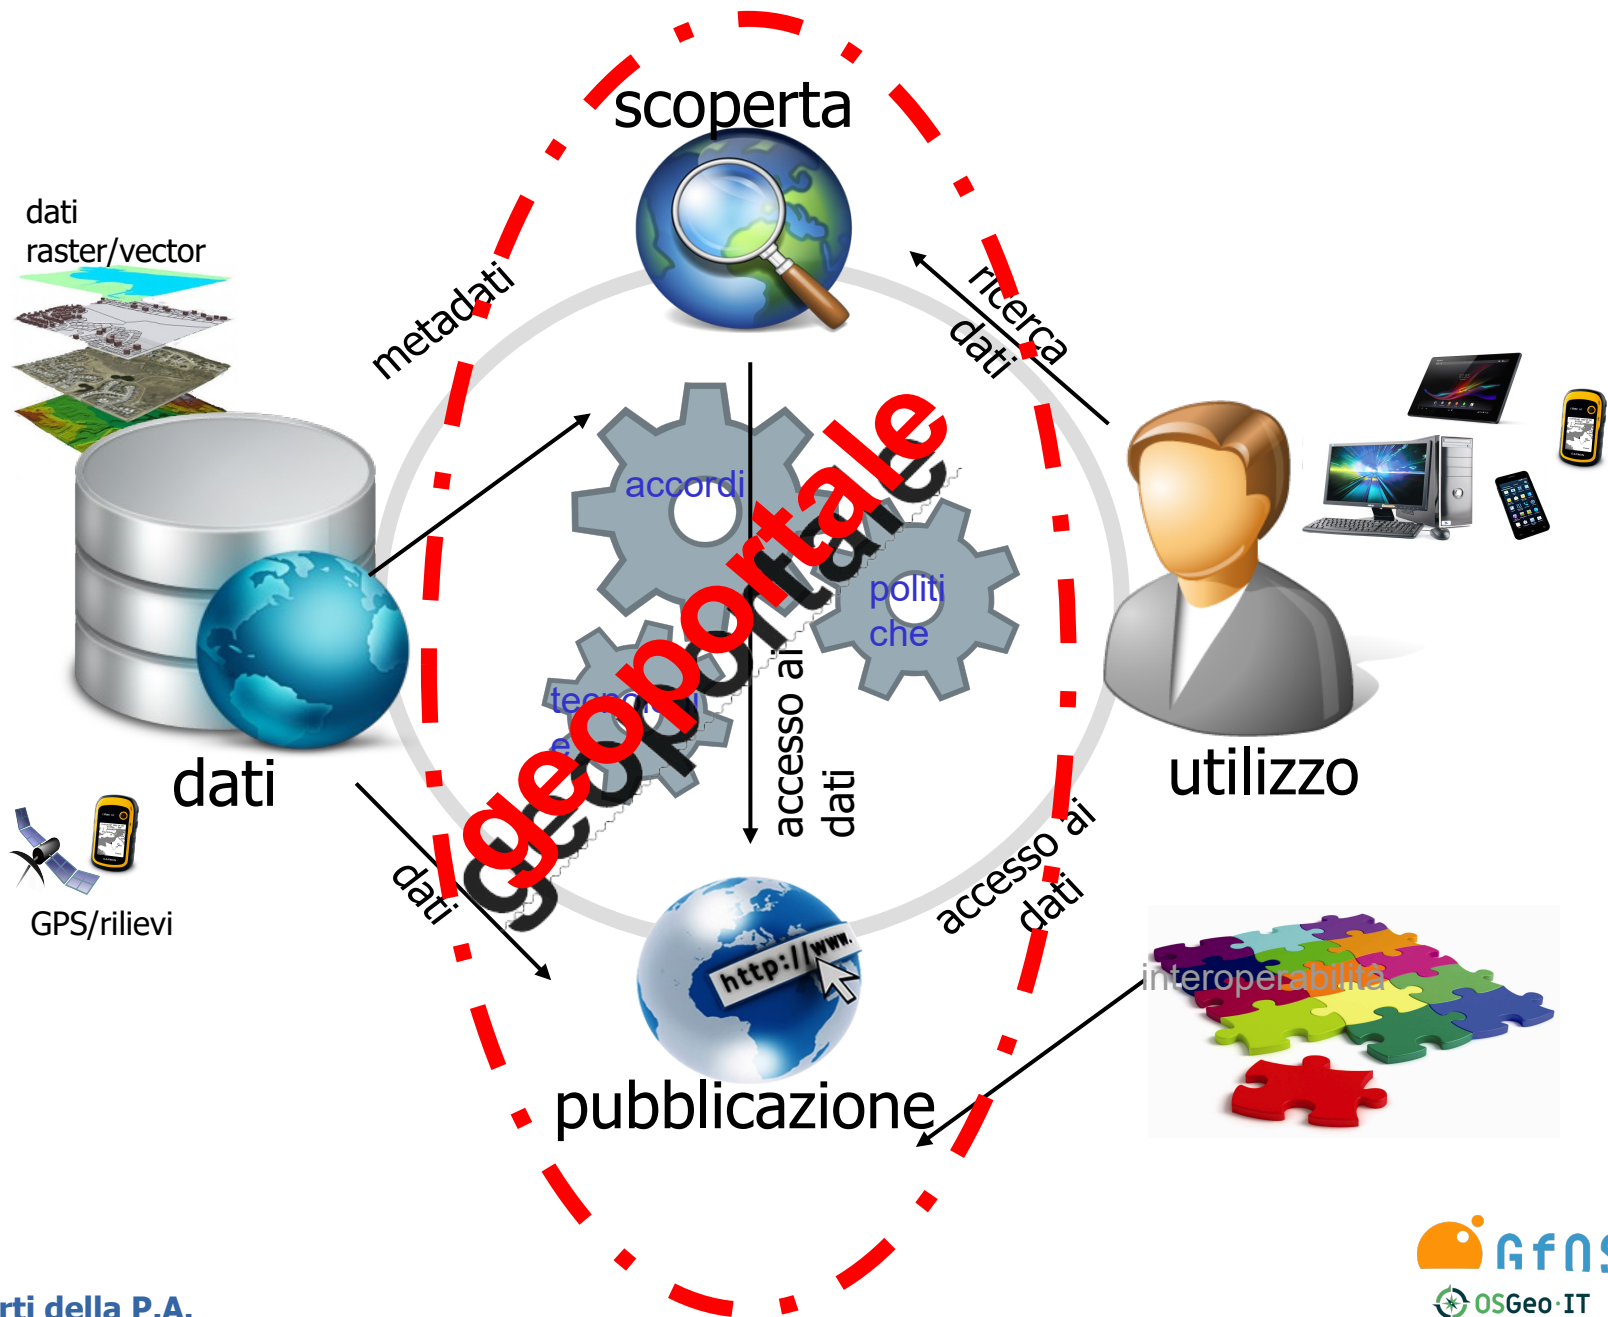 scoperta
dati
raster/vector
metadati
ricerca
dati
accordi
geoportale
politi
che
accesso ai
dati
dati
utilizzo
GPS/rilievi
dati
accesso ai
dati
http://www.
interoperabilità
pubblicazione
rti della P.A.
OSGeo·IT